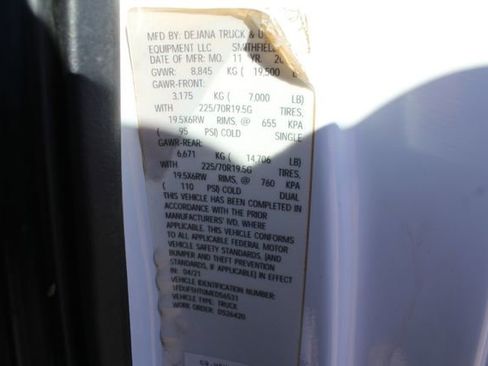 MFD BY: DEJANA TRUCK & U
EQUIPMENT LLC SMITHFIELD
DATE OF MFR: MO. 11 YR. 20
GVWR: 8,845 KG ( 19,500
GAWR-FRONT:
3,175 KG ( 7,000 LB)
WITH 225/70R19.5G TIRES,
19.5X6RW RIMS, @ 655 KPA
( 95 PSI) COLD SINGLE
GAWR-REAR:
6,671 KG ( 14,706 LB)
WITH 225/70R19.5G TIRES,
19.5X6RW RIMS, @ 760 KPA
( 110 PSI) COLD DUAL
THIS VEHICLE HAS BEEN COMPLETED IN
ACCORDANCE WITH THE PRIOR
MANUFACTURERS' IVD, WHERE
APPLICABLE. THIS VEHICLE CONFORMS
TO ALL APPLICABLE FEDERAL MOTOR
VEHICLE SAFETY STANDARDS, [AND
BUMPER AND THEFT PREVENTION
STANDARDS, IF APPLICABLE] IN EFFECT
IN: 04/21
VEHICLE IDENTIFICATION NUMBER:
VEHICLE TYPE: TRUCK
WORK ORDER: DS26420